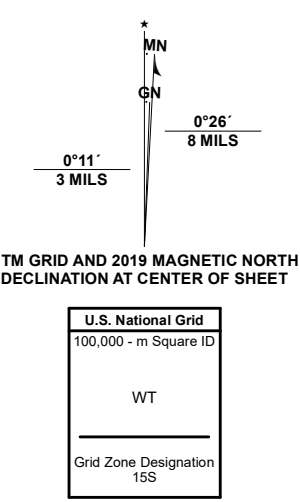 ★
MN
GN
0°26´
8 MILS
0°11´
3 MILS
TM GRID AND 2019 MAGNETIC NORTH
DECLINATION AT CENTER OF SHEET
U.S. National Grid
100,000 - m Square ID
WT
Grid Zone Designation
15S